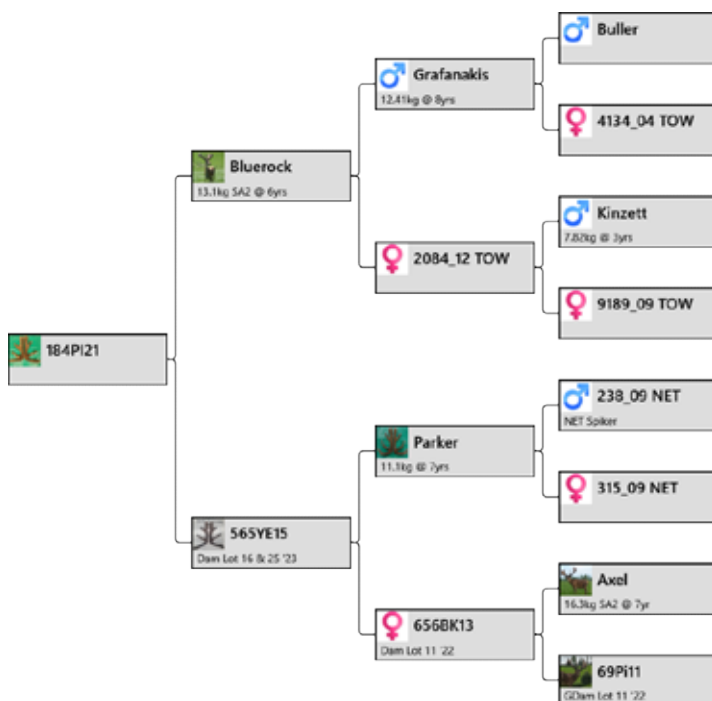 Buller
Grafanakis
12.41kg @ 8yrs
4134_04 TOW
Bluerock
13.1kg SA2 @ 6yrs
Kinzett
7.82kg @ 3yrs
2084_12 TOW
9189_09 TOW
184PI21
238_09 NET
NET Spiker
Parker
11.1kg @ 7yrs
315_09 NET
565YE15
Dam Lot 16 & 25 '23
Axel
16.3kg SA2 @ 7yr
656BK13
Dam Lot 11 '22
69Pi11
GDam Lot 11 '22